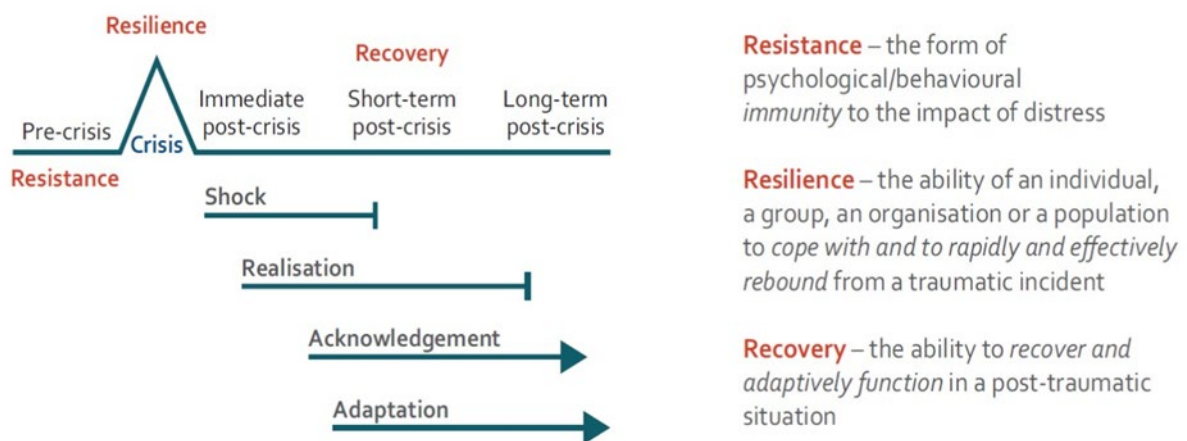 Resilience
Recovery
Immediate
post-crisis
Short-term
post-crisis
Long-term
post-crisis
Pre-crisis
Crisis
Resistance
Shock
Realisation
Acknowledgement
Adaptation
Resistance – the form of
psychological/behavioural
immunity to the impact of distress
Resilience – the ability of an individual,
a group, an organisation or a population
to cope with and to rapidly and effectively
rebound from a traumatic incident
Recovery – the ability to recover and
adaptively function in a post-traumatic
situation